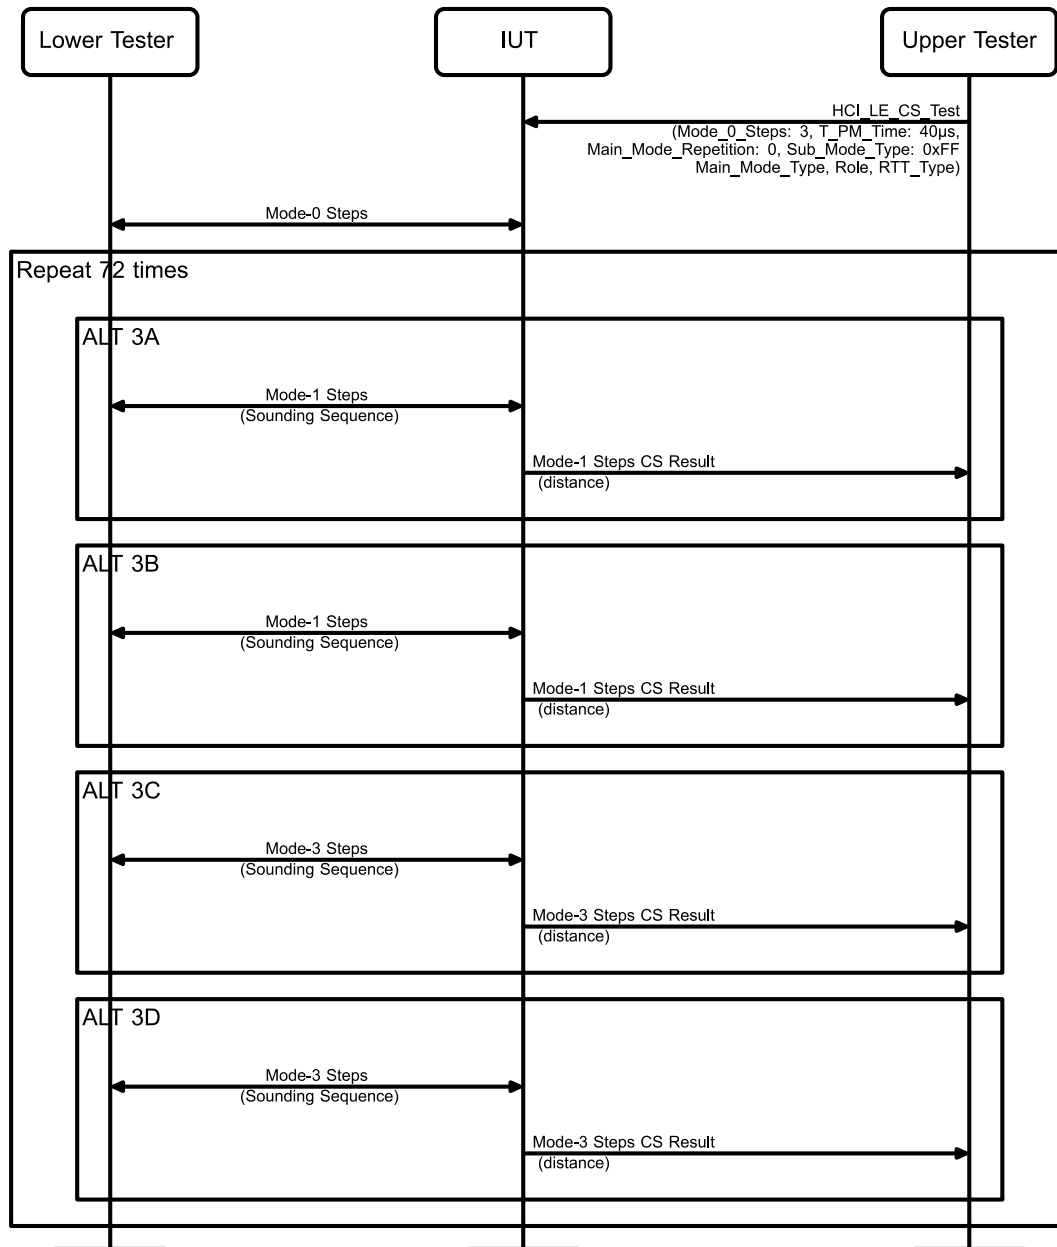 Lower Tester
IUT
Upper Tester
HCI_LE_CS_Test
(Mode_0_Steps: 3, T_PM_Time: 40µs,
Main_Mode_Repetition: 0, Sub_Mode_Type: 0xFF
Main_Mode_Type, Role, RTT_Type)
Mode-0 Steps
Repeat 72 times
ALT 3A
Mode-1 Steps
(Sounding Sequence)
Mode-1 Steps CS Result
(distance)
ALT 3B
Mode-1 Steps
(Sounding Sequence)
Mode-1 Steps CS Result
(distance)
ALT 3C
Mode-3 Steps
(Sounding Sequence)
Mode-3 Steps CS Result
(distance)
ALT 3D
Mode-3 Steps
(Sounding Sequence)
Mode-3 Steps CS Result
(distance)